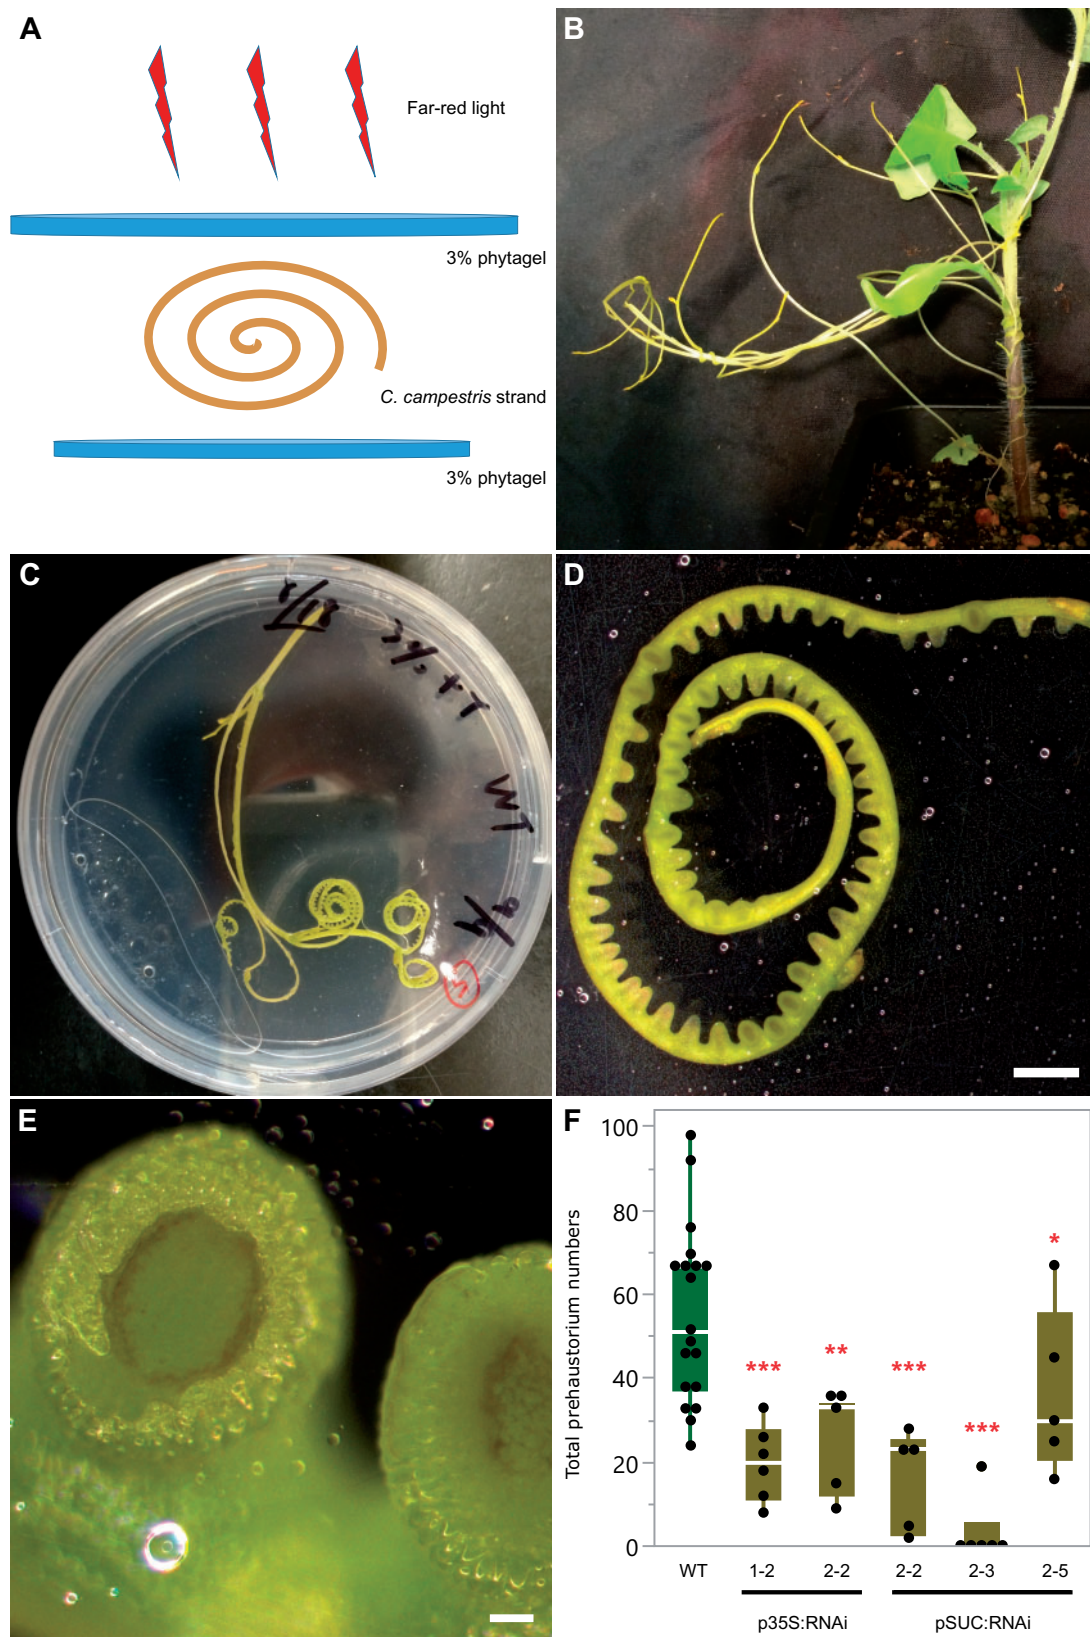 A
Far-red light
3% phytagel
C. campestris strand
3% phytagel
B
C
WT
D
E
F
Total prehaustorium numbers
100
80
60
40
20
0
***
**
***
***
*
WT
1-2
2-2
2-2
2-3
2-5
p35S:RNAi
pSUC:RNAi